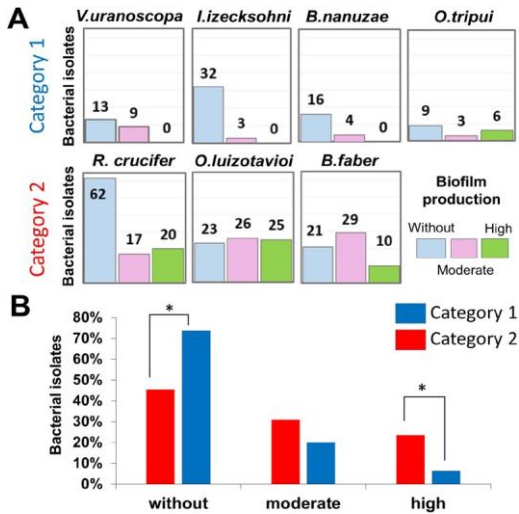 A
V.uranoscopa I.izecksohni B.nanuzae O.tripui
Category 1
Bacterial isolates
13 9 0
32 3 0
16 4 0
9 3 6
R. crucifer O.luizotavioi B.faber
Category 2
Bacterial isolates
62 17 20
23 26 25
21 29 10
Biofilm
production
Without High
Moderate
B
Category 1
Category 2
Bacterial isolates
80%
70%
60%
50%
40%
30%
20%
10%
0%
*
*
without moderate high